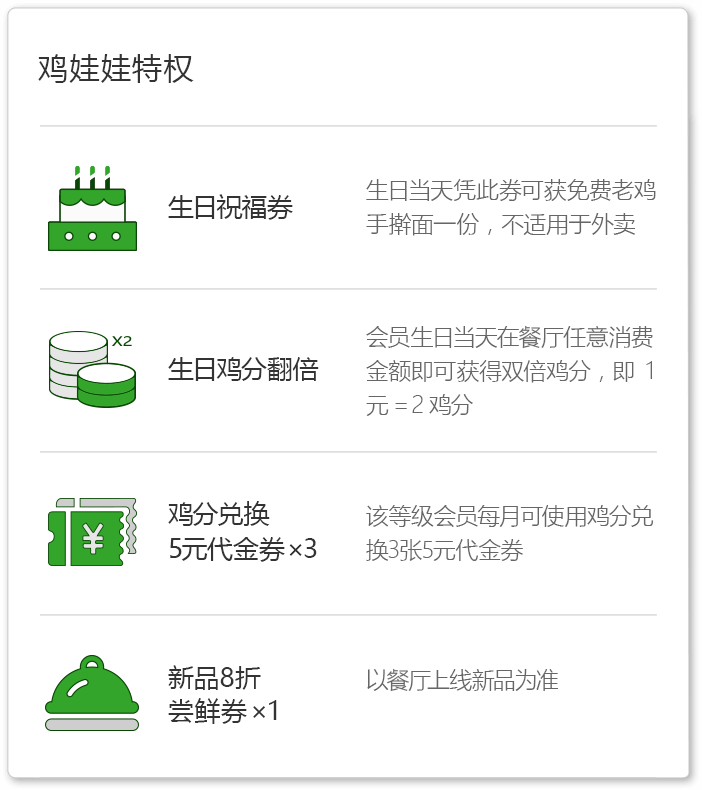 鸡娃娃特权
生日祝福券
生日当天凭此券可获免费老鸡
手擀面一份，不适用于外卖
X2
生日鸡分翻倍
会员生日当天在餐厅任意消费
金额即可获得双倍鸡分，即 1
元 = 2 鸡分
¥
鸡分兑换
5元代金券 ×3
该等级会员每月可使用鸡分兑
换3张5元代金券
新品8折
尝鲜券 ×1
以餐厅上线新品为准